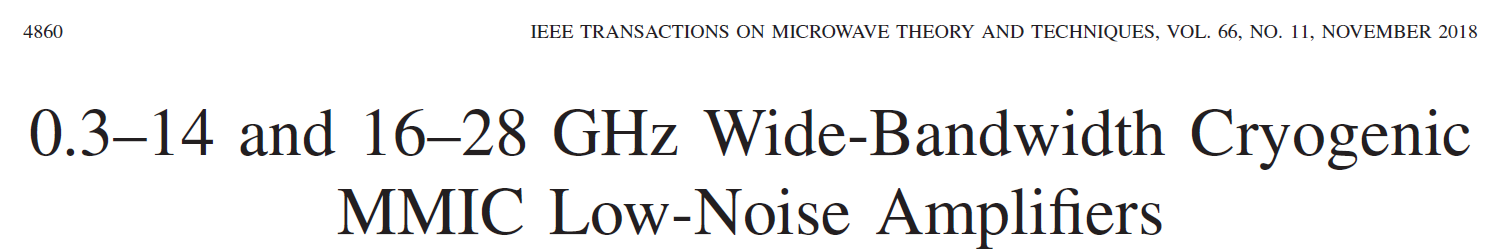 4860 IEEE TRANSACTIONS ON MICROWAVE THEORY AND TECHNIQUES, VOL. 66, NO. 11, NOVEMBER 2018
0.3–14 and 16–28 GHz Wide-Bandwidth Cryogenic
MMIC Low-Noise Amplifiers